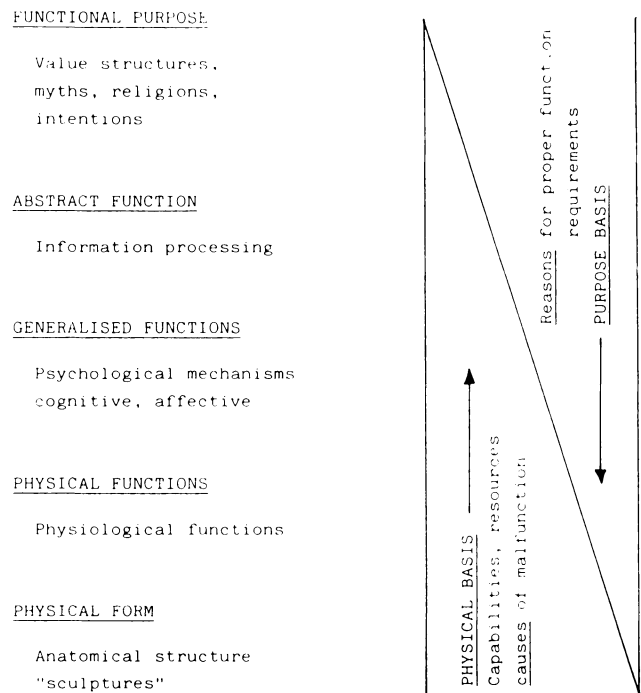 FUNCTIONAL PURPOSE
Value structures,
myths, religions,
intentions
ABSTRACT FUNCTION
Information processing
GENERALISED FUNCTIONS
Psychological mechanisms
cognitive, affective
PHYSICAL FUNCTIONS
Physiological functions
PHYSICAL FORM
Anatomical structure
"sculptures"
PHYSICAL BASIS
Capabilities, resources
causes of malfunction
Reasons for proper function
requirements
PURPOSE BASIS